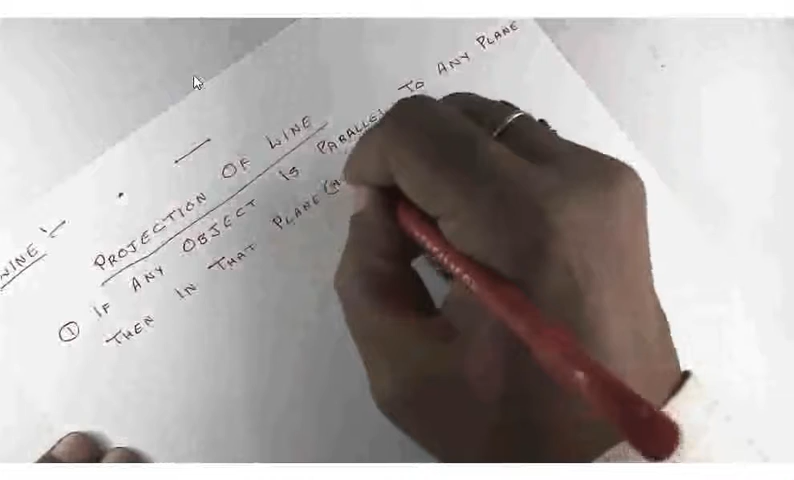 LINE :-
PROJECTION OF LINE
① IF ANY OBJECT IS PARALLEL TO ANY PLANE
THEN IN THAT PLANE (